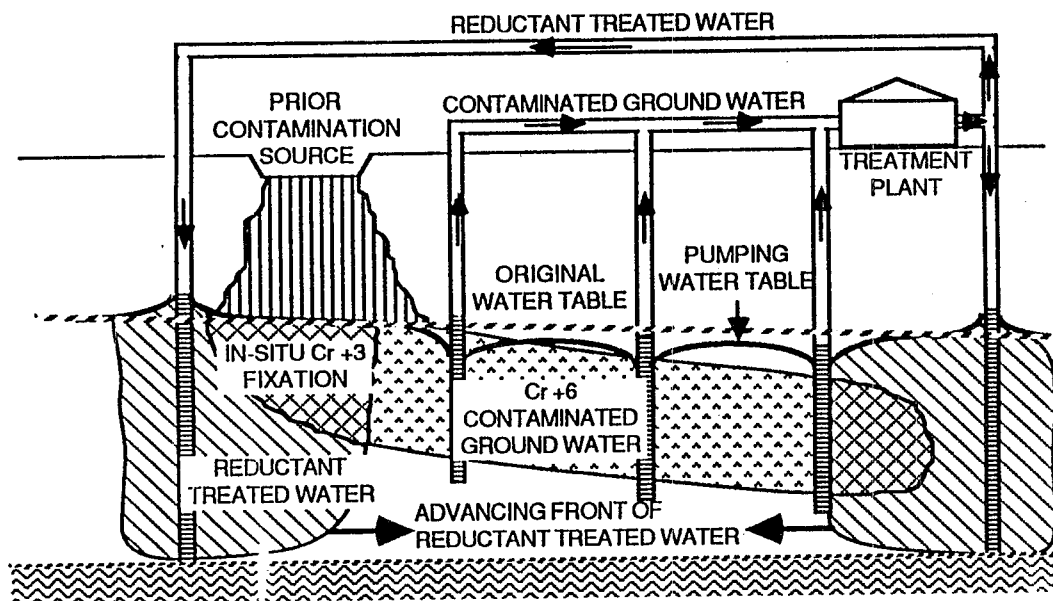 REDUCTANT TREATED WATER
PRIOR
CONTAMINATION
SOURCE
CONTAMINATED GROUND WATER
TREATMENT
PLANT
ORIGINAL
WATER TABLE
PUMPING
WATER TABLE
IN-SITU Cr +3
FIXATION
Cr +6
CONTAMINATED
GROUND WATER
REDUCTANT
TREATED WATER
ADVANCING FRONT OF
REDUCTANT TREATED WATER